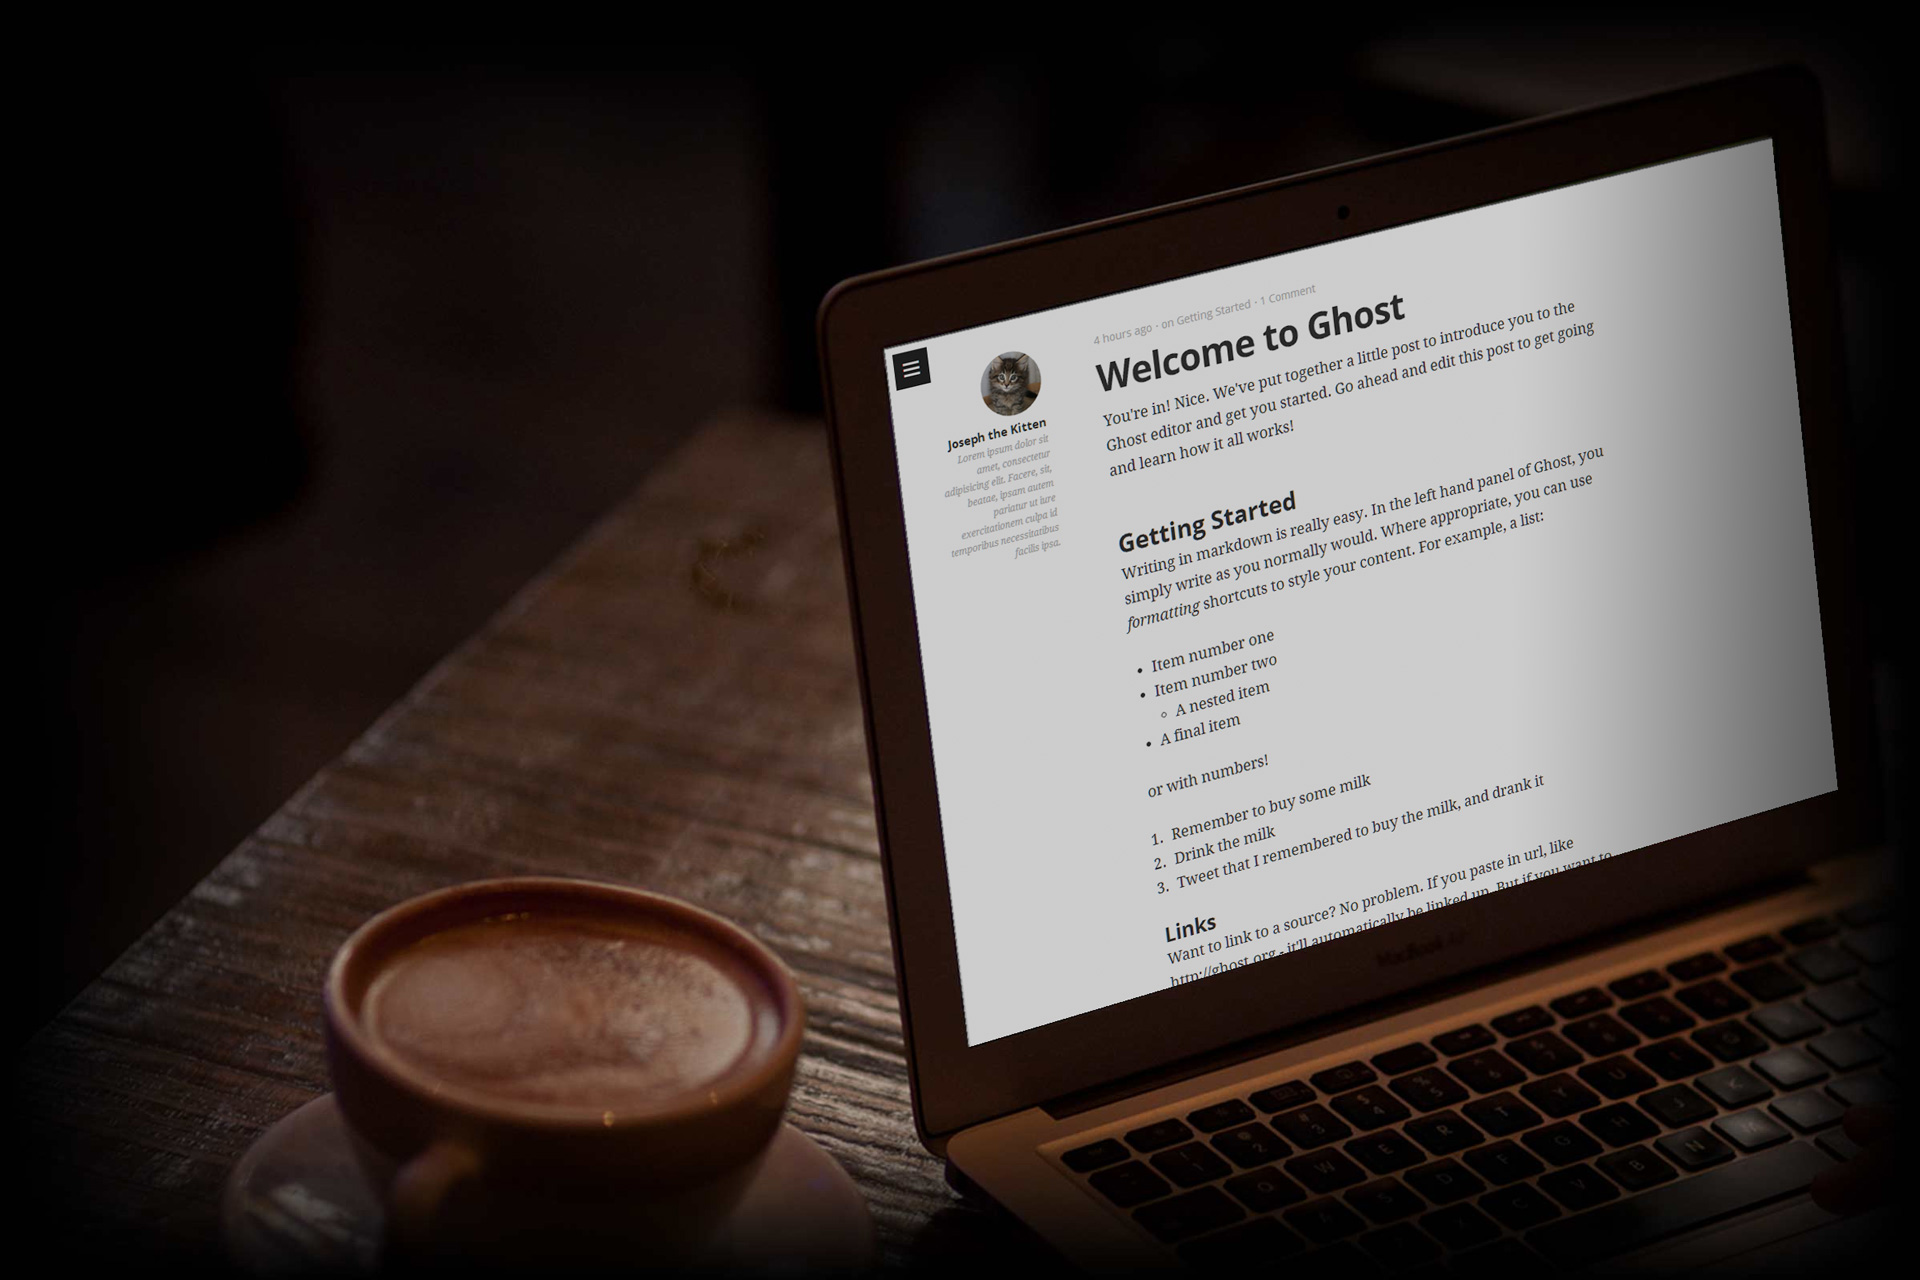 4 hours ago · on Getting Started · 1 Comment
Welcome to Ghost
You're in! Nice. We've put together a little post to introduce you to the
Ghost editor and get you started. Go ahead and edit this post to get going
and learn how it all works!
Joseph the Kitten
Lorem ipsum dolor sit
amet, consectetur
adipisicing elit. Facere, sit,
beatae, ipsam autem
pariatur ut iure
exercitationem culpa id
temporibus necessitatibus
facilis ipsa.
Getting Started
Writing in markdown is really easy. In the left hand panel of Ghost, you
simply write as you normally would. Where appropriate, you can use
formatting shortcuts to style your content. For example, a list:
• Item number one
• Item number two
◦ A nested item
• A final item
or with numbers!
1. Remember to buy some milk
2. Drink the milk
3. Tweet that I remembered to buy the milk, and drank it
Links
Want to link to a source? No problem. If you paste in url, like
http://ghost.org - it'll automatically be linked up. But if you want to
MacBook Air
2 3 4 5 6 7
Q W E R T Y U
A S D F G H J K
X C V B N